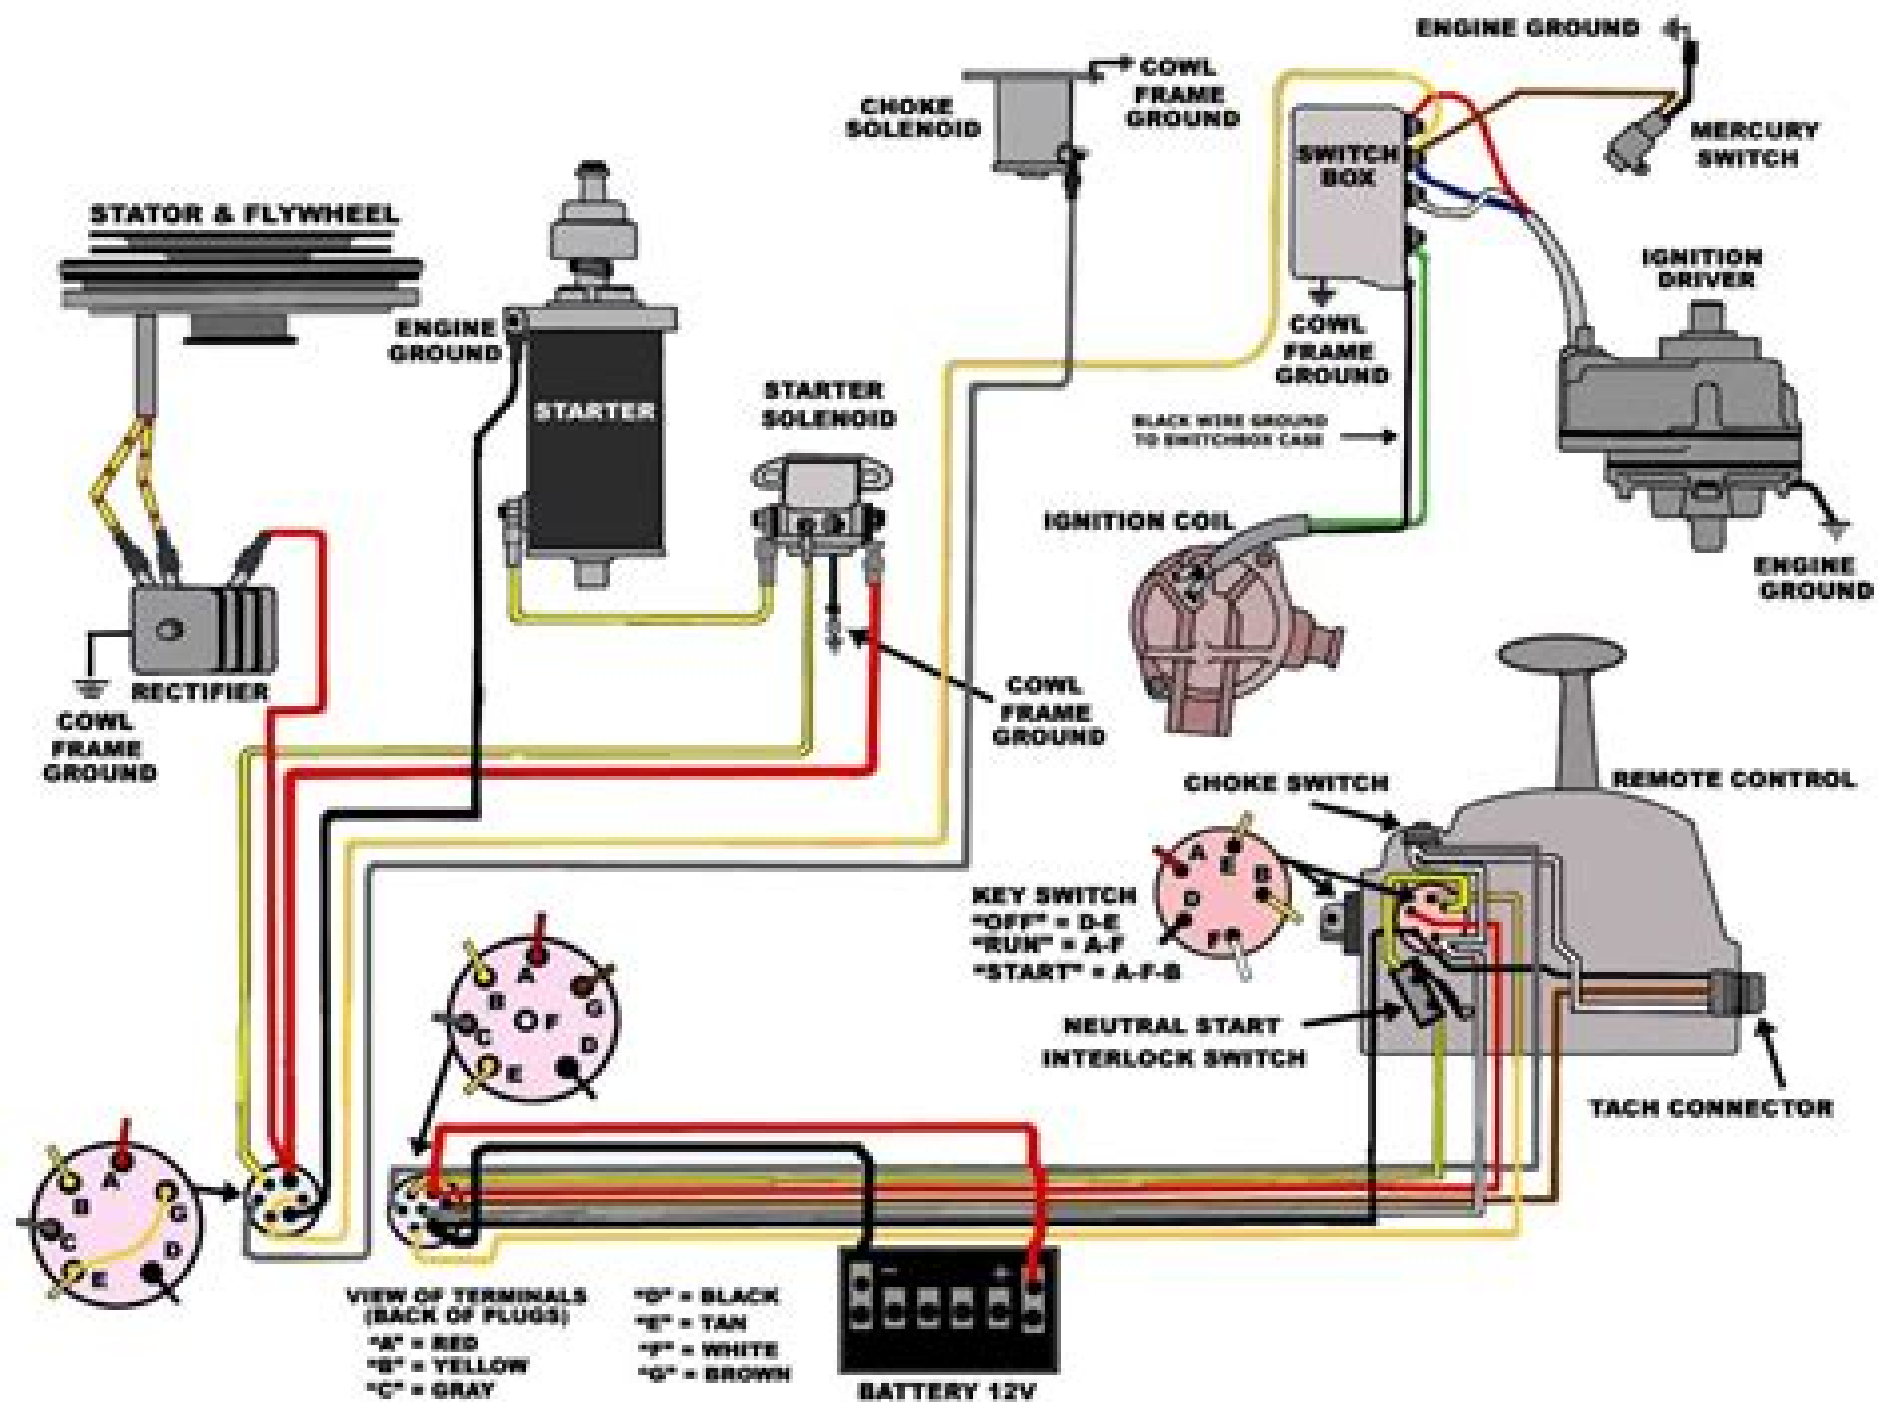 ENGINE GROUND
COWL
FRAME
GROUND
CHOKE
SOLENOID
SWITCH
BOX
MERCURY
SWITCH
STATOR & FLYWHEEL
IGNITION
DRIVER
ENGINE
GROUND
COWL
FRAME
GROUND
STARTER
SOLENOID
STARTER
BLACK WIRE GROUND
TO SWITCHBOX CASE
IGNITION COIL
ENGINE
GROUND
RECTIFIER
COWL
FRAME
GROUND
COWL
FRAME
GROUND
CHOKE SWITCH
REMOTE CONTROL
A
E
B
D
F
KEY SWITCH
"OFF" = D-E
"RUN" = A-F
"START" = A-F-B
A
B
G
C
F
D
E
NEUTRAL START
INTERLOCK SWITCH
TACH CONNECTOR
A
B
G
C
D
E
VIEW OF TERMINALS
(BACK OF PLUGS)
"A" = RED
"B" = YELLOW
"C" = GRAY
"D" = BLACK
"E" = TAN
"F" = WHITE
"G" = BROWN
- +
BATTERY 12V